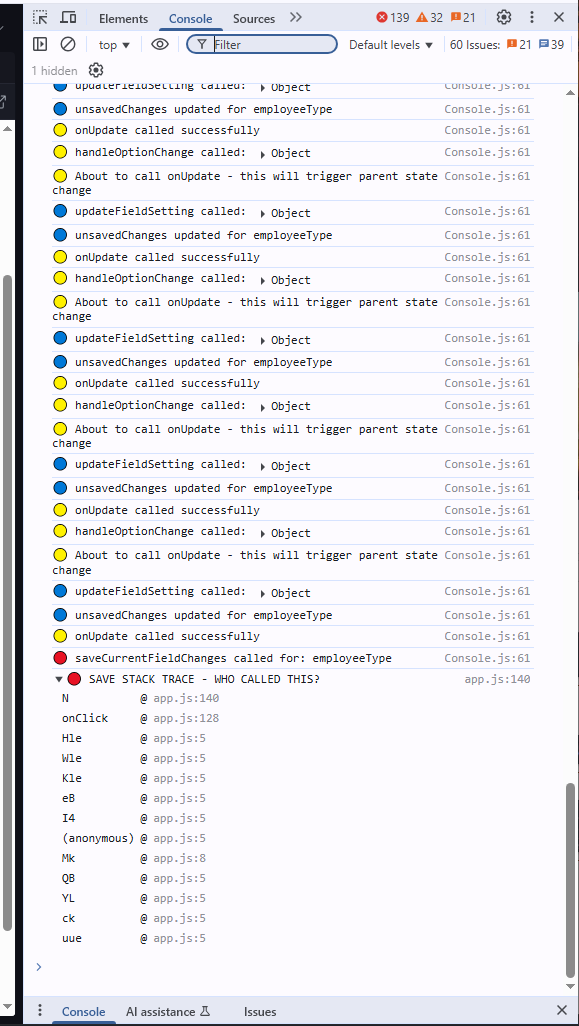 Elements Console Sources 139 32 21
top Filter Default levels 60 Issues: 21 39
1 hidden
updateFieldSetting called: Object Console.js:61
unsavedChanges updated for employeeType Console.js:61
onUpdate called successfully Console.js:61
handleOptionChange called: Object Console.js:61
About to call onUpdate - this will trigger parent state Console.js:61
change
updateFieldSetting called: Object Console.js:61
unsavedChanges updated for employeeType Console.js:61
onUpdate called successfully Console.js:61
handleOptionChange called: Object Console.js:61
About to call onUpdate - this will trigger parent state Console.js:61
change
updateFieldSetting called: Object Console.js:61
unsavedChanges updated for employeeType Console.js:61
onUpdate called successfully Console.js:61
handleOptionChange called: Object Console.js:61
About to call onUpdate - this will trigger parent state Console.js:61
change
updateFieldSetting called: Object Console.js:61
unsavedChanges updated for employeeType Console.js:61
onUpdate called successfully Console.js:61
handleOptionChange called: Object Console.js:61
About to call onUpdate - this will trigger parent state Console.js:61
change
updateFieldSetting called: Object Console.js:61
unsavedChanges updated for employeeType Console.js:61
onUpdate called successfully Console.js:61
saveCurrentFieldChanges called for: employeeType Console.js:61
SAVE STACK TRACE - WHO CALLED THIS? app.js:140
N @ app.js:140
onClick @ app.js:128
Hle @ app.js:5
Wle @ app.js:5
Kle @ app.js:5
eB @ app.js:5
I4 @ app.js:5
(anonymous) @ app.js:5
Mk @ app.js:8
QB @ app.js:5
YL @ app.js:5
ck @ app.js:5
uue @ app.js:5
Console AI assistance Issues